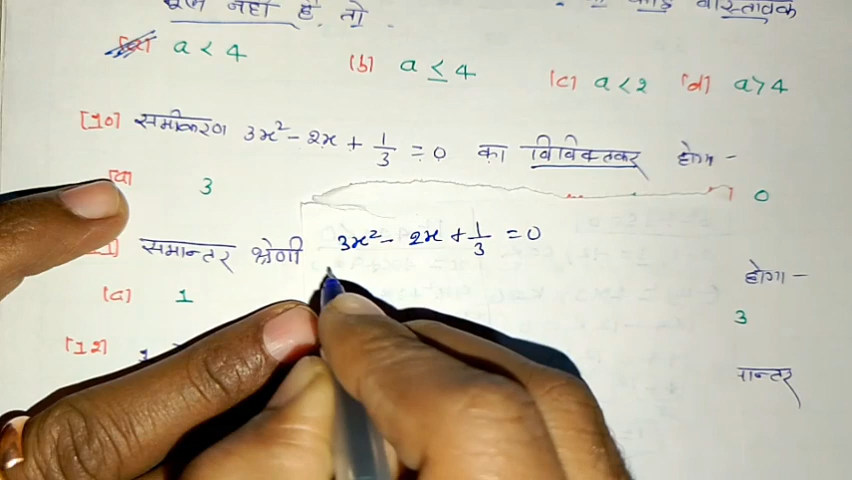 नहीं है, तो
(a) a < 4 (b) a ≤ 4 (c) a < 2 (d) a > 4
[10] समीकरण 3x² - 2x + 1/3 = 0 का विविक्तकर होगा -
(a) 3 0
समान्तर श्रेणी 3x² - 2x + 1/3 = 0 होगा -
(a) 1 3
[12] न्तर